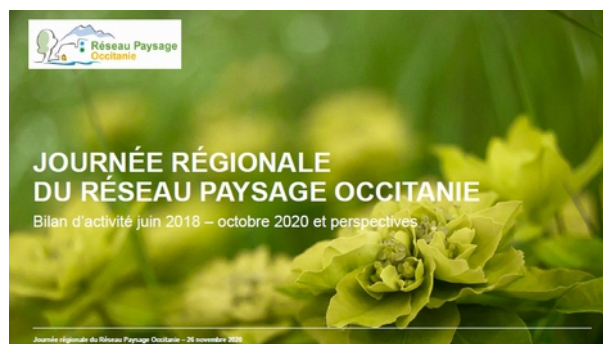 Réseau Paysage
Occitanie
JOURNÉE RÉGIONALE
DU RÉSEAU PAYSAGE OCCITANIE
Bilan d'activité juin 2018 – octobre 2020 et perspectives
Journée régionale du Réseau Paysage Occitanie – 26 novembre 2020